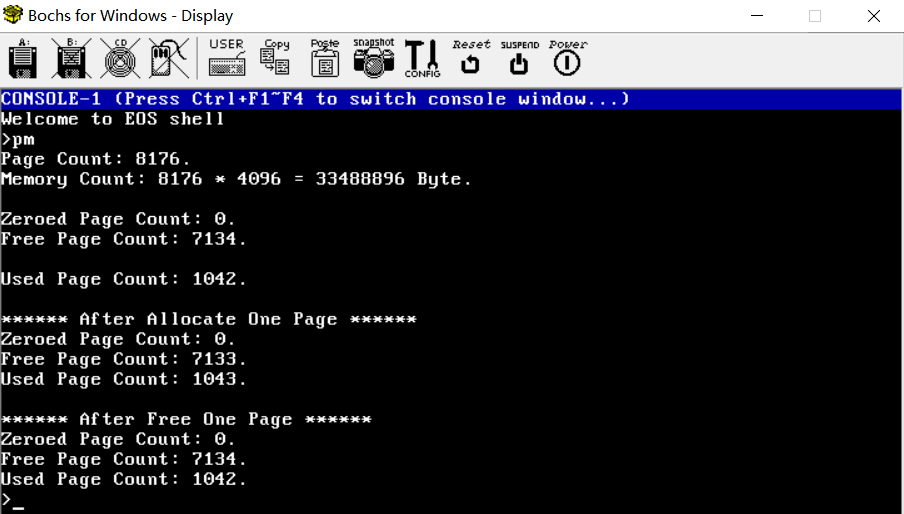 Bochs for Windows - Display
A: B: CD USER Copy Poste snapshot CONFIG Reset SUSPEND Power
CONSOLE-1 (Press Ctrl+F1~F4 to switch console window...)
Welcome to EOS shell
>pm
Page Count: 8176.
Memory Count: 8176 * 4096 = 33488896 Byte.
Zeroed Page Count: 0.
Free Page Count: 7134.
Used Page Count: 1042.
****** After Allocate One Page ******
Zeroed Page Count: 0.
Free Page Count: 7133.
Used Page Count: 1043.
****** After Free One Page ******
Zeroed Page Count: 0.
Free Page Count: 7134.
Used Page Count: 1042.
>_